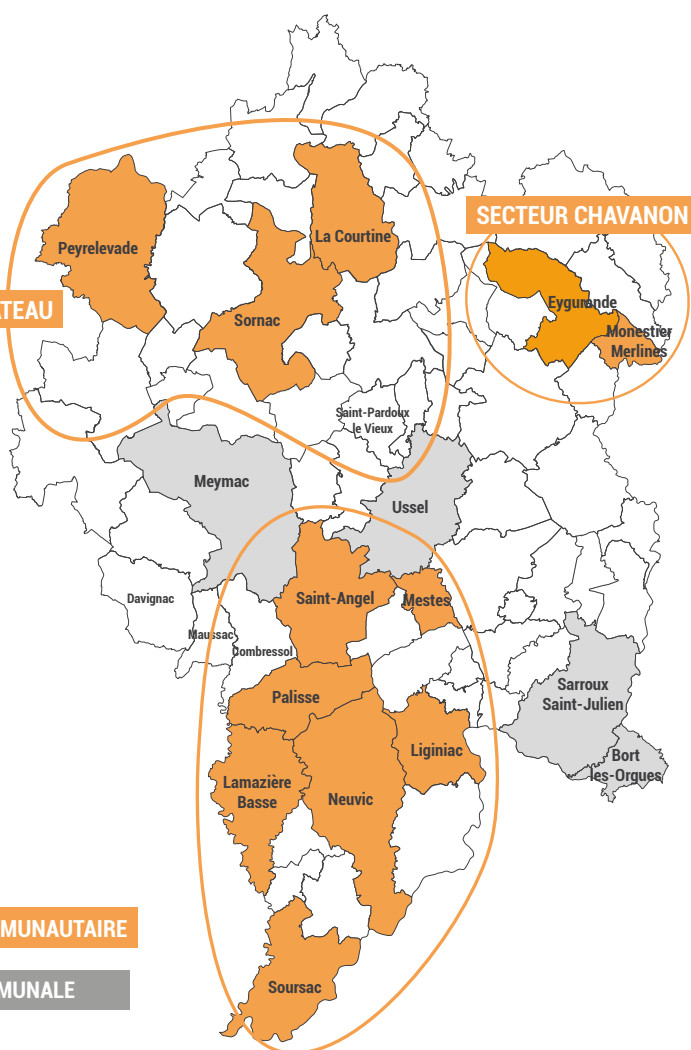 SECTEUR CHAVANON
La Courtine
Peyrelevade
Eygurande
TEAU
Sornac
Monestier
Merlines
Saint-Pardoux
le Vieux
Meymac
Ussel
Davignac
Saint-Angel
Mestes
Maussac
Combressol
Sarroux
Saint-Julien
Palisse
Liginiac
Bort
les-Orgues
Lamazière
Basse
Neuvic
MUNAUTAIRE
MUNALE
Soursac